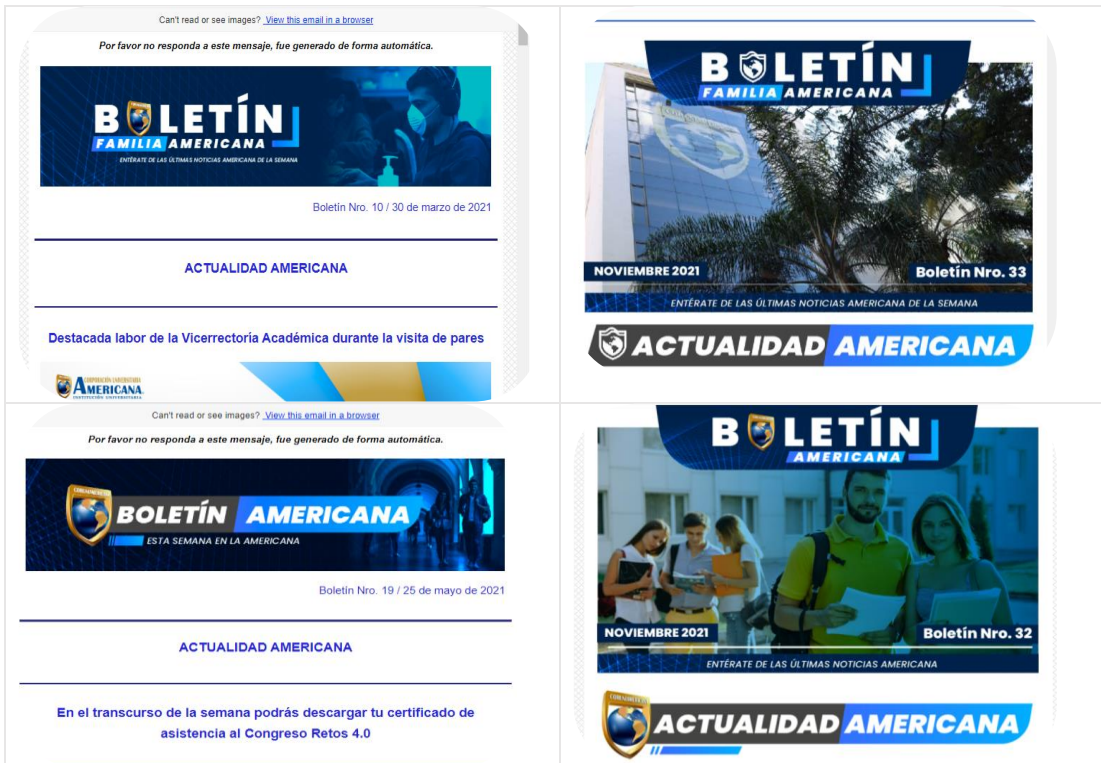 Can't read or see images? View this email in a browser
Por favor no responda a este mensaje, fue generado de forma automática.
BOLETÍN
FAMILIA AMERICANA
ENTÉRATE DE LAS ÚLTIMAS NOTICIAS AMERICANA DE LA SEMANA
Boletín Nro. 10 / 30 de marzo de 2021
ACTUALIDAD AMERICANA
Destacada labor de la Vicerrectoría Académica durante la visita de pares
CORPORACIÓN UNIVERSITARIA
AMERICANA
INSTITUCIÓN UNIVERSITARIA
BOLETÍN
FAMILIA AMERICANA
NOVIEMBRE 2021
Boletín Nro. 33
ENTÉRATE DE LAS ÚLTIMAS NOTICIAS AMERICANA DE LA SEMANA
ACTUALIDAD AMERICANA
Can't read or see images? View this email in a browser
Por favor no responda a este mensaje, fue generado de forma automática.
BOLETÍN AMERICANA
ESTA SEMANA EN LA AMERICANA
Boletín Nro. 19 / 25 de mayo de 2021
ACTUALIDAD AMERICANA
En el transcurso de la semana podrás descargar tu certificado de
asistencia al Congreso Retos 4.0
BOLETÍN
AMERICANA
NOVIEMBRE 2021
Boletín Nro. 32
ENTÉRATE DE LAS ÚLTIMAS NOTICIAS AMERICANA
ACTUALIDAD AMERICANA